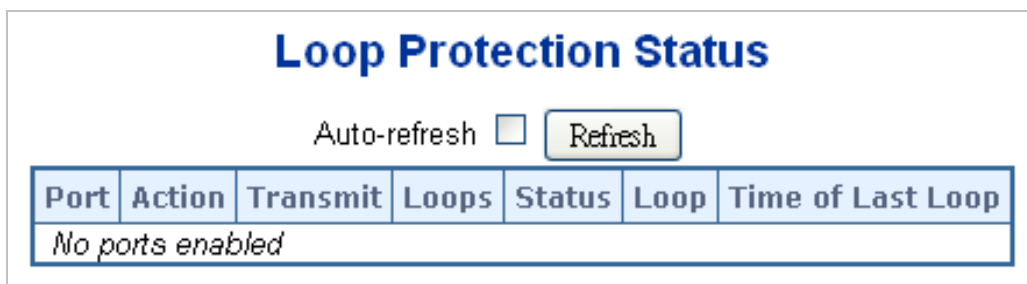 Loop Protection Status
Auto-refresh Refresh
Port Action Transmit Loops Status Loop Time of Last Loop
No ports enabled